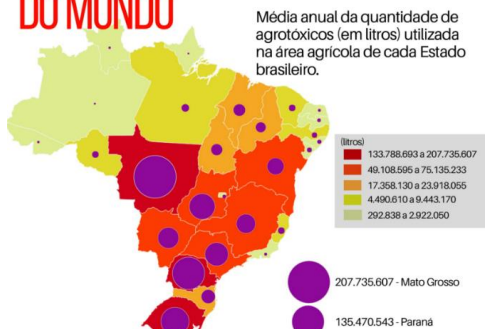 DO MUNDO
Média anual da quantidade de
agrotóxicos (em litros) utilizada
na área agrícola de cada Estado
brasileiro.
(litros)
133.788.693 a 207.735.607
49.108.595 a 75.135.233
17.358.130 a 23.918.055
4.490.610 a 9.443.170
292.838 a 2.922.050
207.735.607 - Mato Grosso
135.470.543 - Paraná